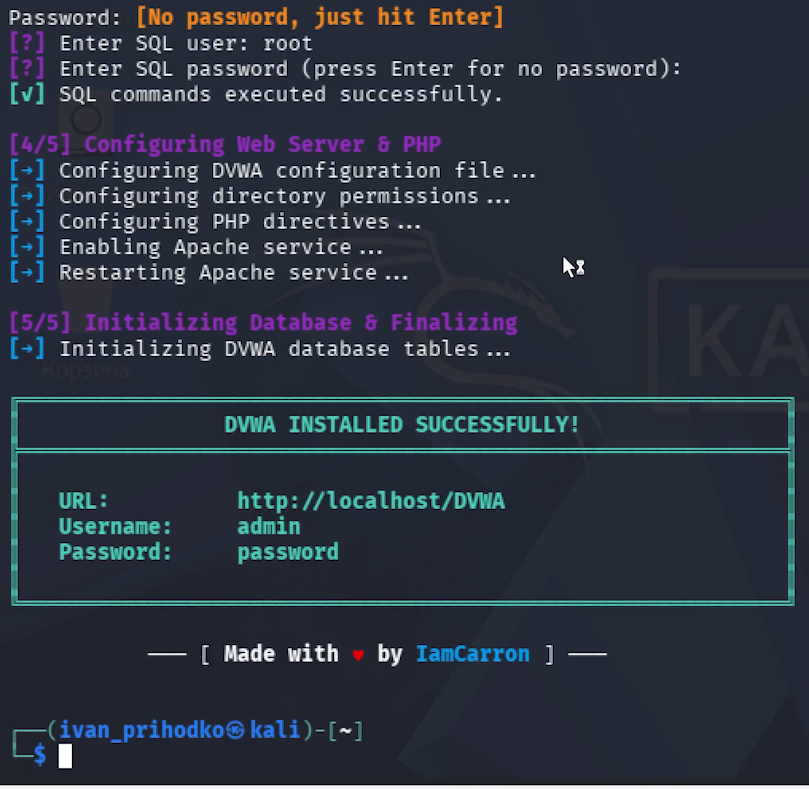 Password: [No password, just hit Enter]
[?] Enter SQL user: root
[?] Enter SQL password (press Enter for no password):
[√] SQL commands executed successfully.
[4/5] Configuring Web Server & PHP
[→] Configuring DVWA configuration file...
[→] Configuring directory permissions...
[→] Configuring PHP directives...
[→] Enabling Apache service...
[→] Restarting Apache service...
[5/5] Initializing Database & Finalizing
[→] Initializing DVWA database tables...
Корзина
KA
DVWA INSTALLED SUCCESSFULLY!
URL: http://localhost/DVWA
Username: admin
Password: password
── [ Made with ♥ by IamCarron ] ──
┌──(ivan_prihodko㉿kali)-[~]
└─$